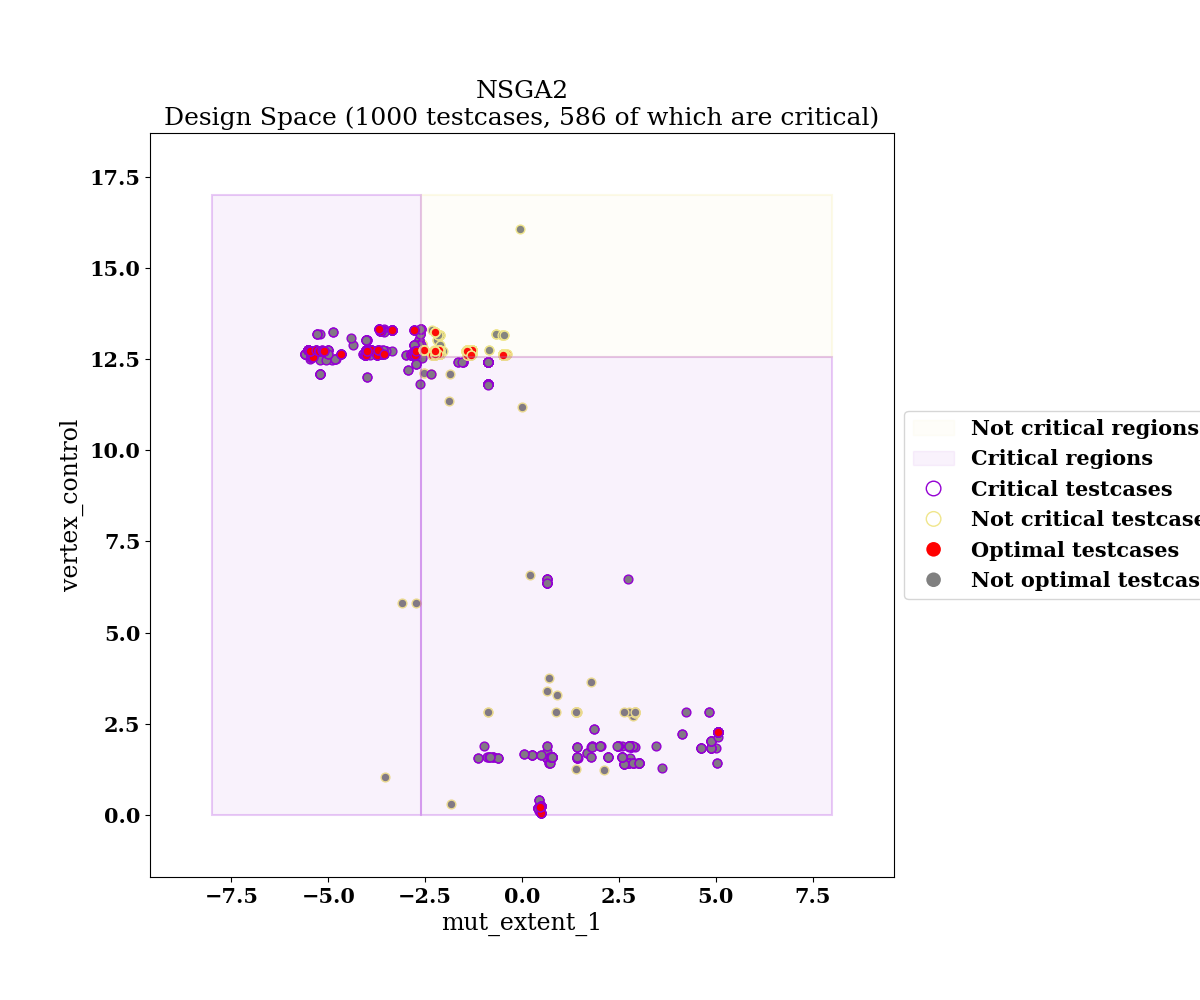 NSGA2
Design Space (1000 testcases, 586 of which are critical)
17.5
15.0
12.5
10.0
7.5
5.0
2.5
0.0
vertex_control
−7.5 −5.0 −2.5 0.0 2.5 5.0 7.5
mut_extent_1
Not critical regions
Critical regions
Critical testcases
Not critical testcase
Optimal testcases
Not optimal testcas